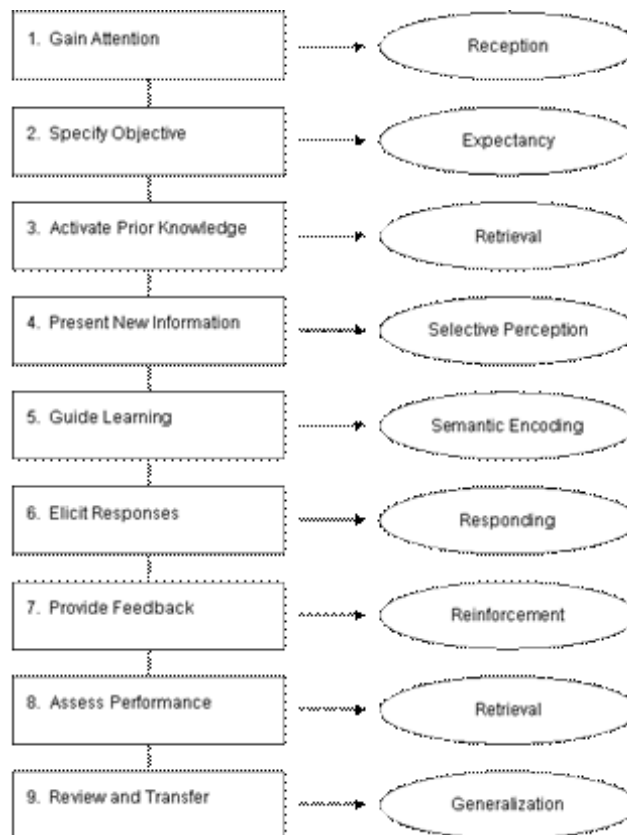 1. Gain Attention
Reception
2. Specify Objective
Expectancy
3. Activate Prior Knowledge
Retrieval
4. Present New Information
Selective Perception
5. Guide Learning
Semantic Encoding
6. Elicit Responses
Responding
7. Provide Feedback
Reinforcement
8. Assess Performance
Retrieval
9. Review and Transfer
Generalization